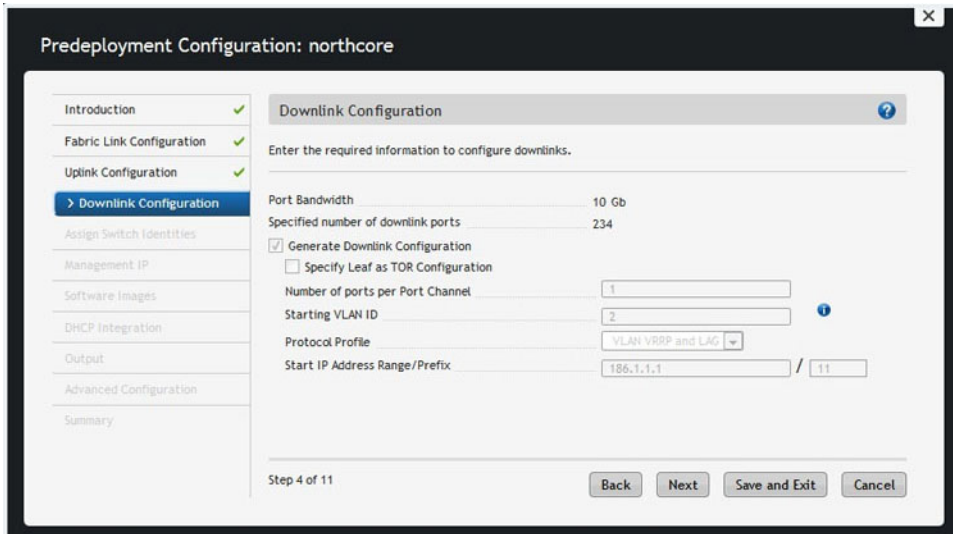 Predeployment Configuration: northcore
Introduction
Fabric Link Configuration
Uplink Configuration
> Downlink Configuration
Assign Switch Identities
Management IP
Software Images
DHCP Integration
Output
Advanced Configuration
Summary
Downlink Configuration
Enter the required information to configure downlinks.
Port Bandwidth 10 Gb
Specified number of downlink ports 234
Generate Downlink Configuration
Specify Leaf as TOR Configuration
Number of ports per Port Channel 1
Starting VLAN ID 2
Protocol Profile VLAN VRRP and LAG
Start IP Address Range/Prefix 186.1.1.1 / 11
Step 4 of 11
Back Next Save and Exit Cancel